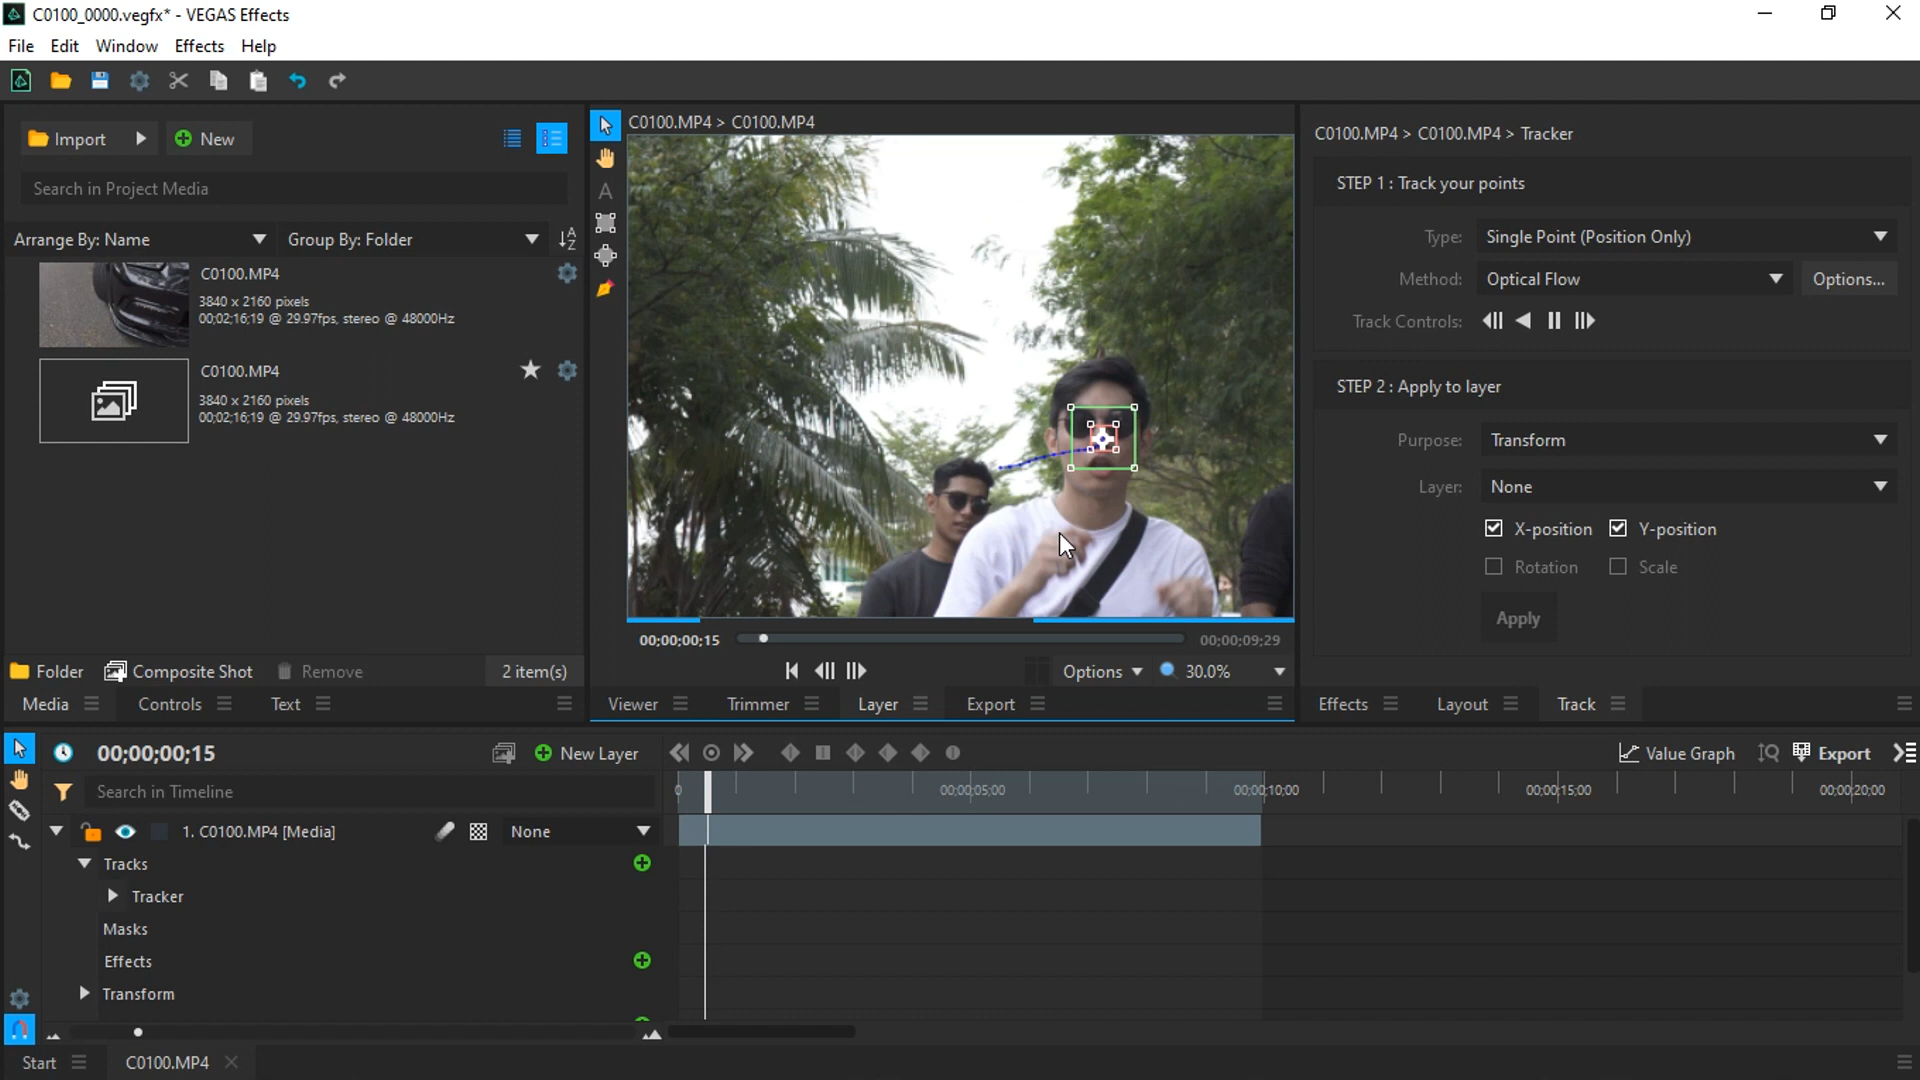 C0100_0000.vegfx* - VEGAS Effects
File Edit Window Effects Help
Import New
Search in Project Media
Arrange By: Name Group By: Folder
C0100.MP4
3840 x 2160 pixels
00;02;16;19 @ 29.97fps, stereo @ 48000Hz
C0100.MP4
3840 x 2160 pixels
00;02;16;19 @ 29.97fps, stereo @ 48000Hz
Folder Composite Shot Remove 2 item(s)
Media Controls Text
C0100.MP4 > C0100.MP4
A
00;00;00;15 00;00;09;29
Options 30.0%
Viewer Trimmer Layer Export
C0100.MP4 > C0100.MP4 > Tracker
STEP 1 : Track your points
Type: Single Point (Position Only)
Method: Optical Flow Options...
Track Controls:
STEP 2 : Apply to layer
Purpose: Transform
Layer: None
X-position Y-position
Rotation Scale
Apply
Effects Layout Track
00;00;00;15 New Layer Value Graph Export
Search in Timeline
0 00;00;05;00 00;00;10;00 00;00;15;00 00;00;20;00
1. C0100.MP4 [Media] None
Tracks
Tracker
Masks
Effects
Transform
Start C0100.MP4